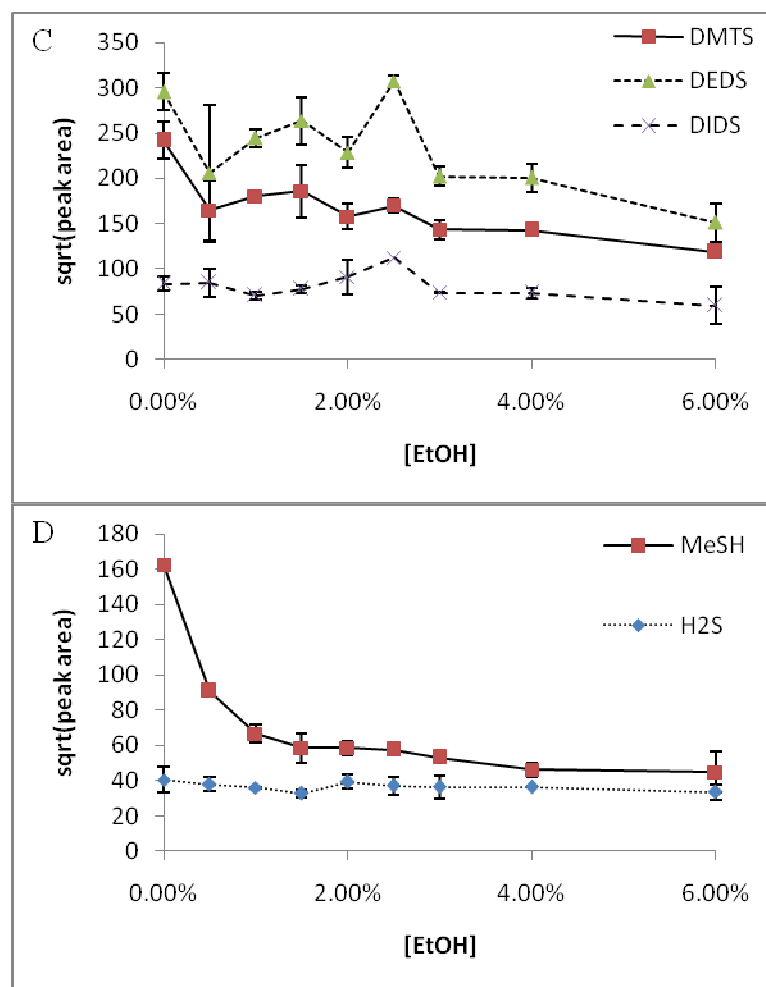 C
350
300
250
200
150
100
50
0
sqrt(peak area)
DMTS
DEDS
DIDS
0.00% 2.00% 4.00% 6.00%
[EtOH]
D
180
160
140
120
100
80
60
40
20
0
sqrt(peak area)
MeSH
H2S
0.00% 2.00% 4.00% 6.00%
[EtOH]